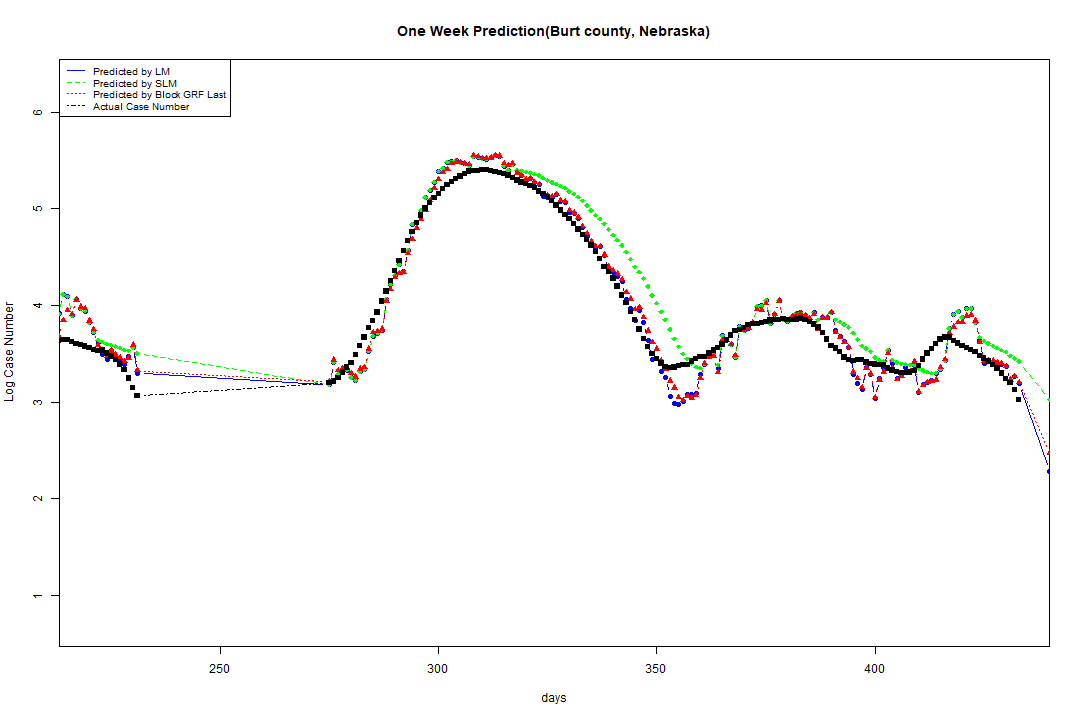 One Week Prediction(Burt county, Nebraska)
Predicted by LM
Predicted by SLM
Predicted by Block GRF Last
Actual Case Number
6
5
4
3
2
1
Log Case Number
250
300
350
400
days